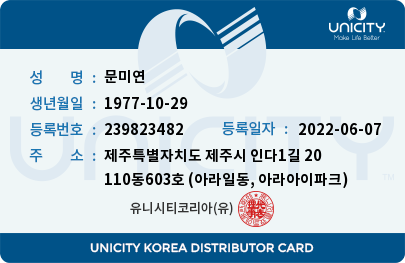 UNICITY
Make Life Better
성 명 : 문미연
생년월일 : 1977-10-29
등록번호 : 239823482 등록일자 : 2022-06-07
주 소 : 제주특별자치도 제주시 인다1길 20
110동603호 (아라일동, 아라아이파크)
유니시티코리아(유)
UNICITY
UNICITY KOREA DISTRIBUTOR CARD